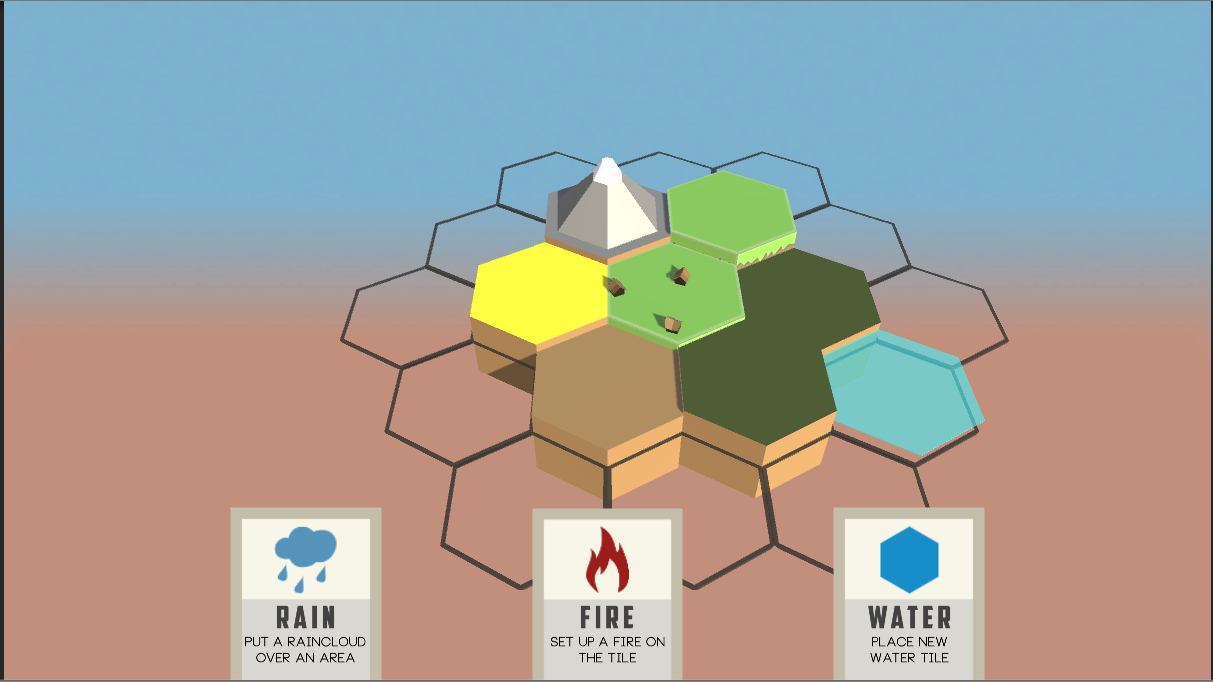 RAIN
PUT A RAINCLOUD
OVER AN AREA
FIRE
SET UP A FIRE ON
THE TILE
WATER
PLACE NEW
WATER TILE